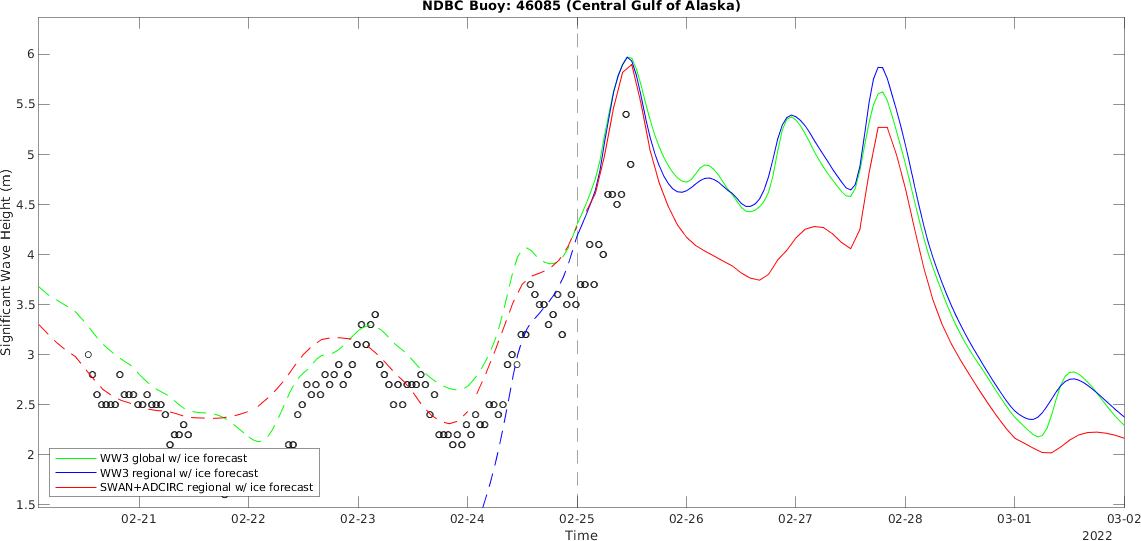 NDBC Buoy: 46085 (Central Gulf of Alaska)
Significant Wave Height (m)
6
5.5
5
4.5
4
3.5
3
2.5
2
1.5
WW3 global w/ ice forecast
WW3 regional w/ ice forecast
SWAN+ADCIRC regional w/ ice forecast
02-21 02-22 02-23 02-24 02-25 02-26 02-27 02-28 03-01 03-02
Time
2022